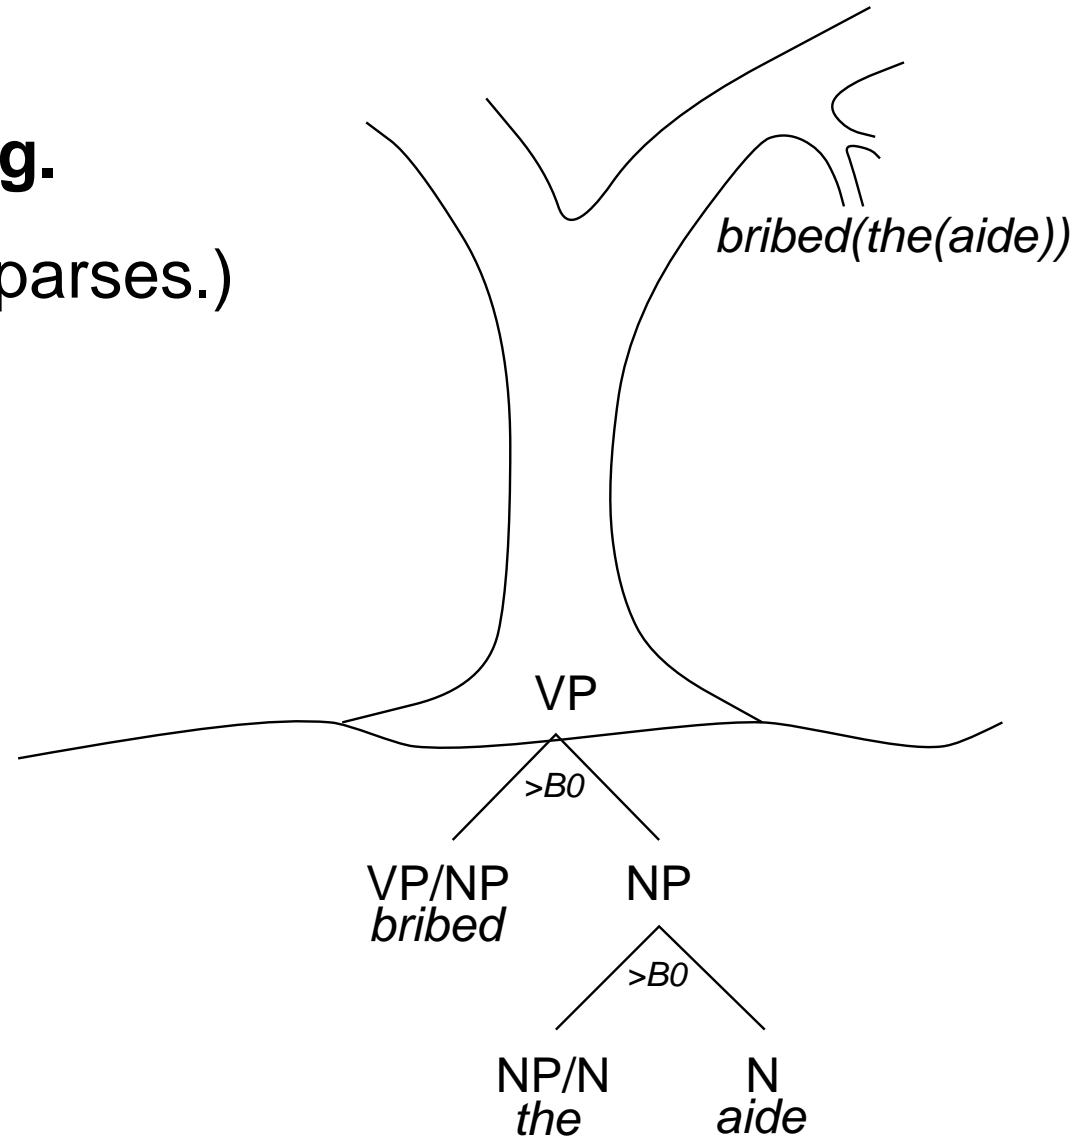 g.
bribed(the(aide))
parses.)
VP
>B0
VP/NP NP
bribed
>B0
NP/N N
the aide